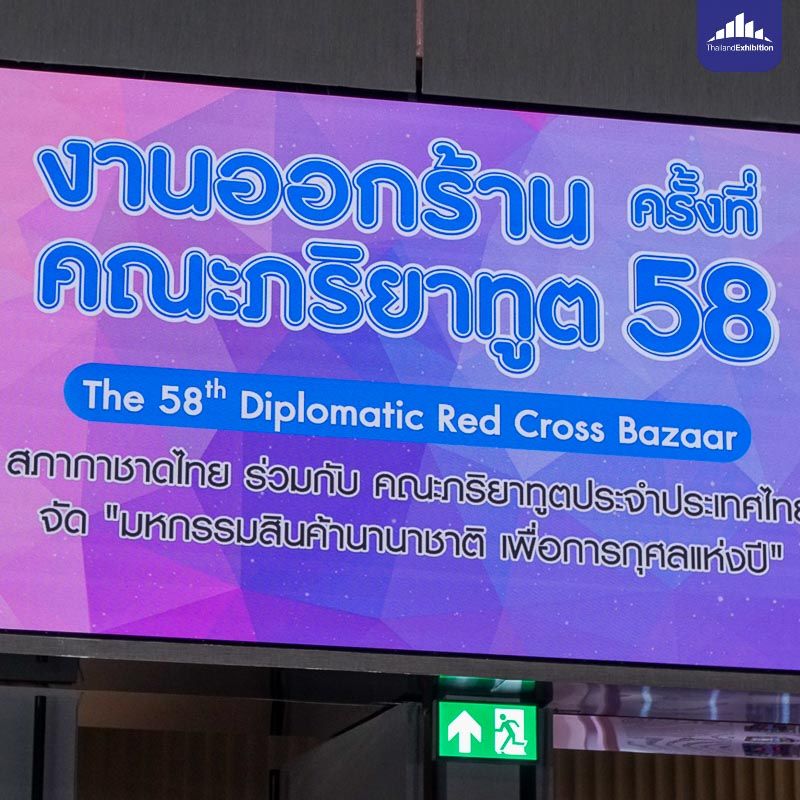 ThailandExhibition
งานออกร้าน ครั้งที่
คณะภริยาทูต 58
The 58th Diplomatic Red Cross Bazaar
สภากาชาดไทย ร่วมกับ คณะภริยาทูตประจำประเทศไทย
จัด "มหกรรมสินค้านานาชาติ เพื่อการกุศลแห่งปี"